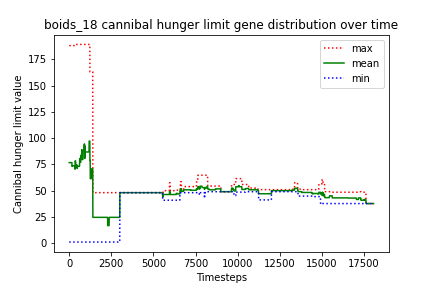 boids_18 cannibal hunger limit gene distribution over time
Cannibal hunger limit value
175
150
125
100
75
50
25
0
max
mean
min
0 2500 5000 7500 10000 12500 15000 17500
Timesteps